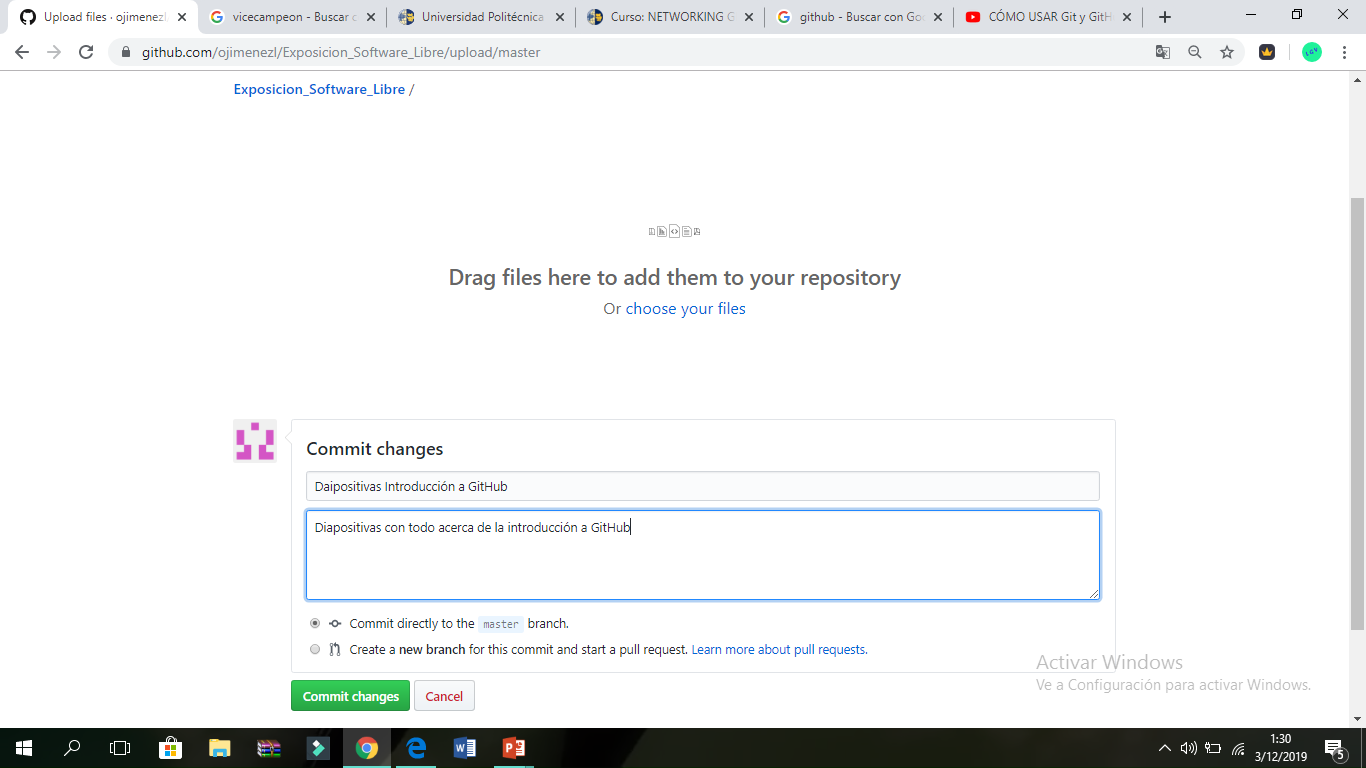 Upload files · ojimenezl
vicecampeon - Buscar c
Universidad Politécnica
Curso: NETWORKING G
github - Buscar con Goo
CÓMO USAR Git y GitH
github.com/ojimenezl/Exposicion_Software_Libre/upload/master
Exposicion_Software_Libre /
Drag files here to add them to your repository
Or choose your files
Commit changes
Daipositivas Introducción a GitHub
Diapositivas con todo acerca de la introducción a GitHub
Commit directly to the master branch.
Create a new branch for this commit and start a pull request. Learn more about pull requests.
Activar Windows
Ve a Configuración para activar Windows.
Commit changes
Cancel
1:30
3/12/2019
5